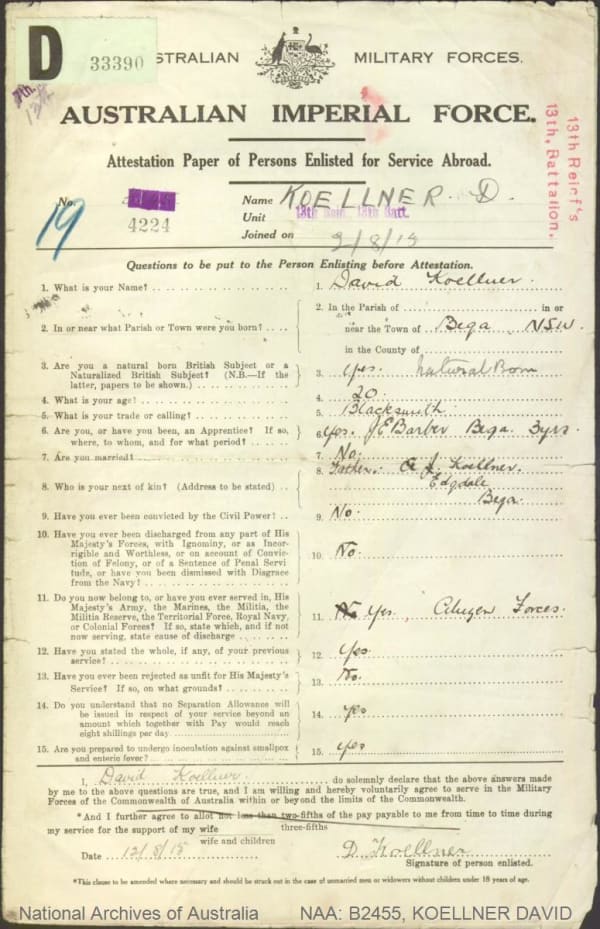 D 33390
AUSTRALIAN MILITARY FORCES.
AUSTRALIAN IMPERIAL FORCE.
Attestation Paper of Persons Enlisted for Service Abroad.
13th Reinf's
13th, Battalion.
19
No. 4224
Name KOELLNER. D.
Unit 13th Rein. 13th Batt.
Joined on 2/8/15
Questions to be put to the Person Enlisting before Attestation.
1. What is your Name? 1. David Koellner.
2. In or near what Parish or Town were you born? 2. In the Parish of in or
near the Town of Bega NSW
in the County of
3. Are you a natural born British Subject or a
Naturalized British Subject? (N.B.—If the
latter, papers to be shown.) 3. yes. Natural Born
4. What is your age? 4. 20.
5. What is your trade or calling? 5. Blacksmith
6. Are you, or have you been, an Apprentice? If so,
where, to whom, and for what period? 6. yes. JE Barber Bega. 3yrs.
7. Are you married? 7. No.
8. Who is your next of kin? (Address to be stated) 8. Father. J. Koellner.
Bega.
9. Have you ever been convicted by the Civil Power? 9. No.
10. Have you ever been discharged from any part of His
Majesty's Forces, with Ignominy, or as Incor-
rigible and Worthless, or on account of Convic-
tion of Felony, or of a Sentence of Penal Servi
tude, or have you been dismissed with Disgrace
from the Navy? 10. No.
11. Do you now belong to, or have you ever served in, His
Majesty's Army, the Marines, the Militia, the
Militia Reserve, the Territorial Force, Royal Navy,
or Colonial Forces? If so, state which, and if not
now serving, state cause of discharge 11. No yes, Forces.
12. Have you stated the whole, if any, of your previous
service? 12. yes
13. Have you ever been rejected as unfit for His Majesty's
Service? If so, on what grounds? 13. No.
14. Do you understand that no Separation Allowance will
be issued in respect of your service beyond an
amount which together with Pay would reach
eight shillings per day 14. yes
15. Are you prepared to undergo inoculation against smallpox
and enteric fever? 15. yes
I, David Koellner. do solemnly declare that the above answers made
by me to the above questions are true, and I am willing and hereby voluntarily agree to serve in the Military
Forces of the Commonwealth of Australia within or beyond the limits of the Commonwealth.
*And I further agree to allot not less than two-fifths of the pay payable to me from time to time during
three-fifths
my service for the support of my wife
wife and children
Date 12/8/15 D. Koellner
Signature of person enlisted.
*This clause to be amended where necessary and should be struck out in the case of unmarried men or widowers without children under 18 years of age.
National Archives of Australia NAA: B2455, KOELLNER DAVID